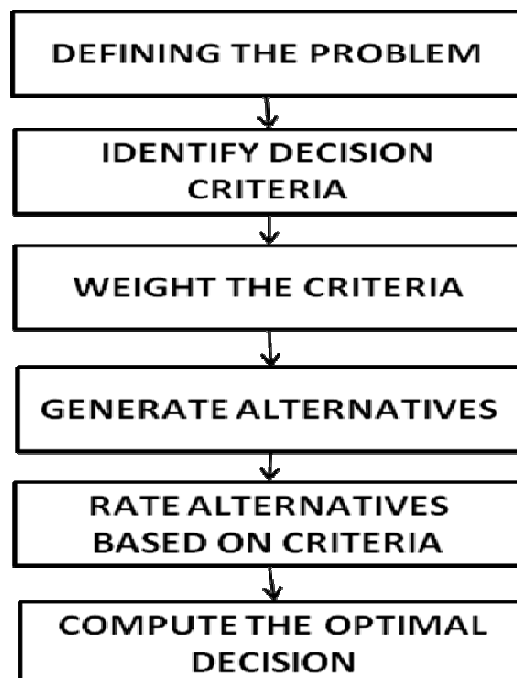 DEFINING THE PROBLEM
IDENTIFY DECISION
CRITERIA
WEIGHT THE CRITERIA
GENERATE ALTERNATIVES
RATE ALTERNATIVES
BASED ON CRITERIA
COMPUTE THE OPTIMAL
DECISION